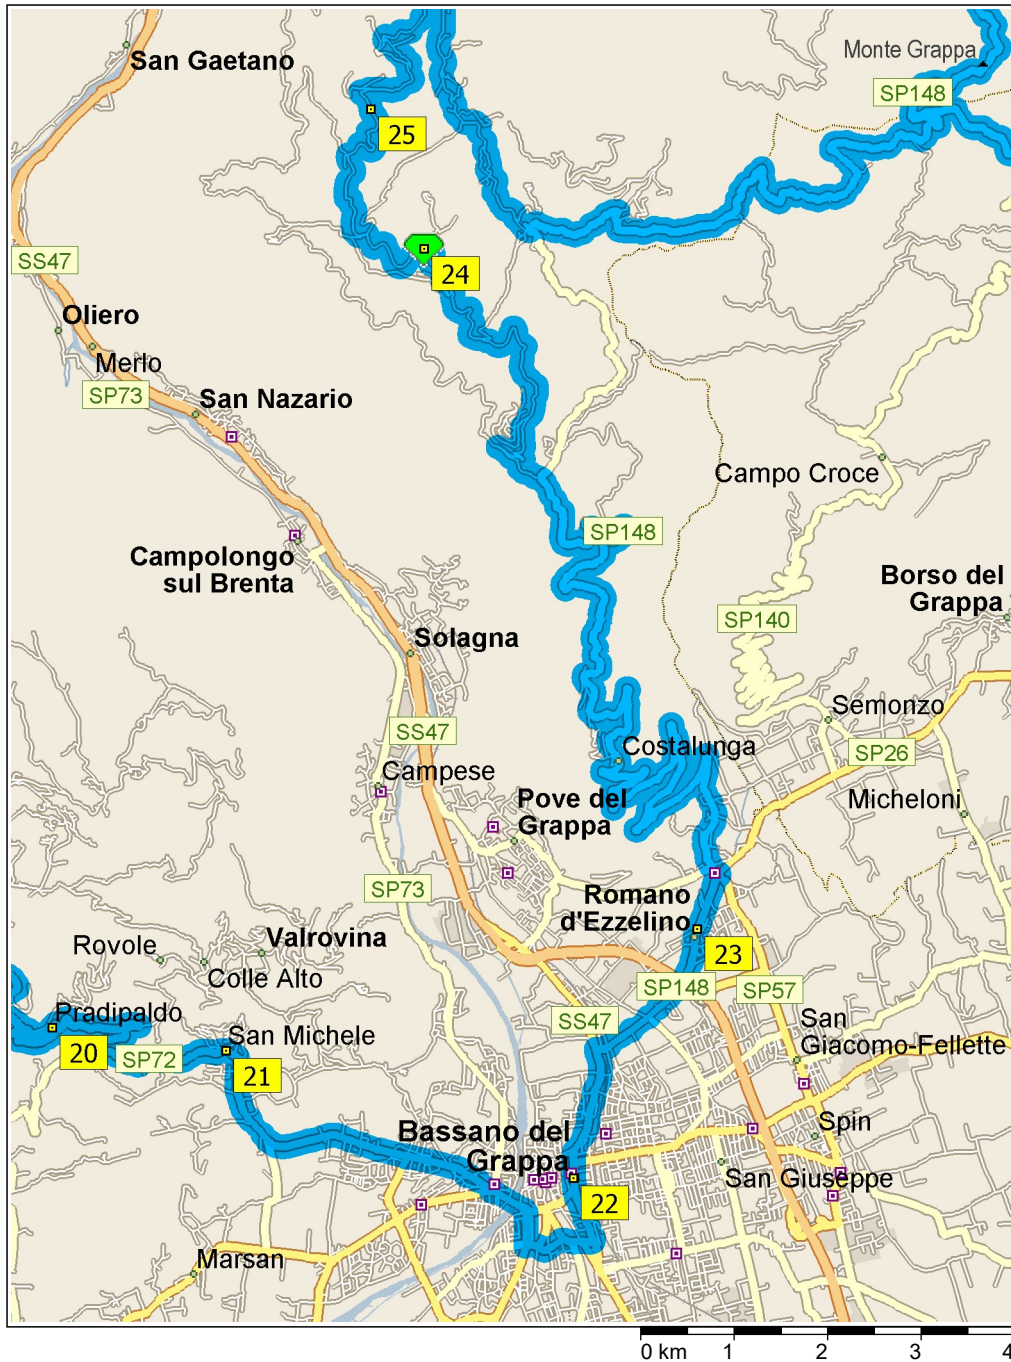 San Gaetano
Monte Grappa
SP148
25
SS47
24
Oliero
Merlo
SP73
San Nazario
Campo Croce
SP148
Campolongo
sul Brenta
Borso del
Grappa
SP140
Solagna
Semonzo
SS47
Costalunga
SP26
Campese
Pove del
Grappa
Micheloni
SP73
Romano
d'Ezzelino
Valrovina
Rovole
23
Colle Alto
SP148
SP57
Pradipaldo
SS47
San Michele
San
Giacomo-Fellette
20
SP72
21
Bassano del
Grappa
Spin
San Giuseppe
22
Marsan
0 km 1 2 3 4